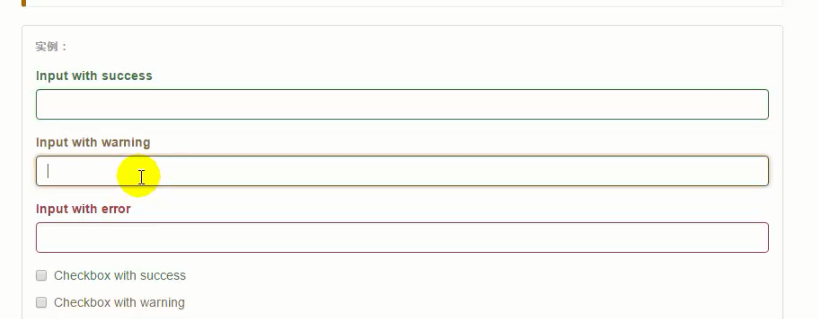 实例：
Input with success
Input with warning
Input with error
Checkbox with success
Checkbox with warning